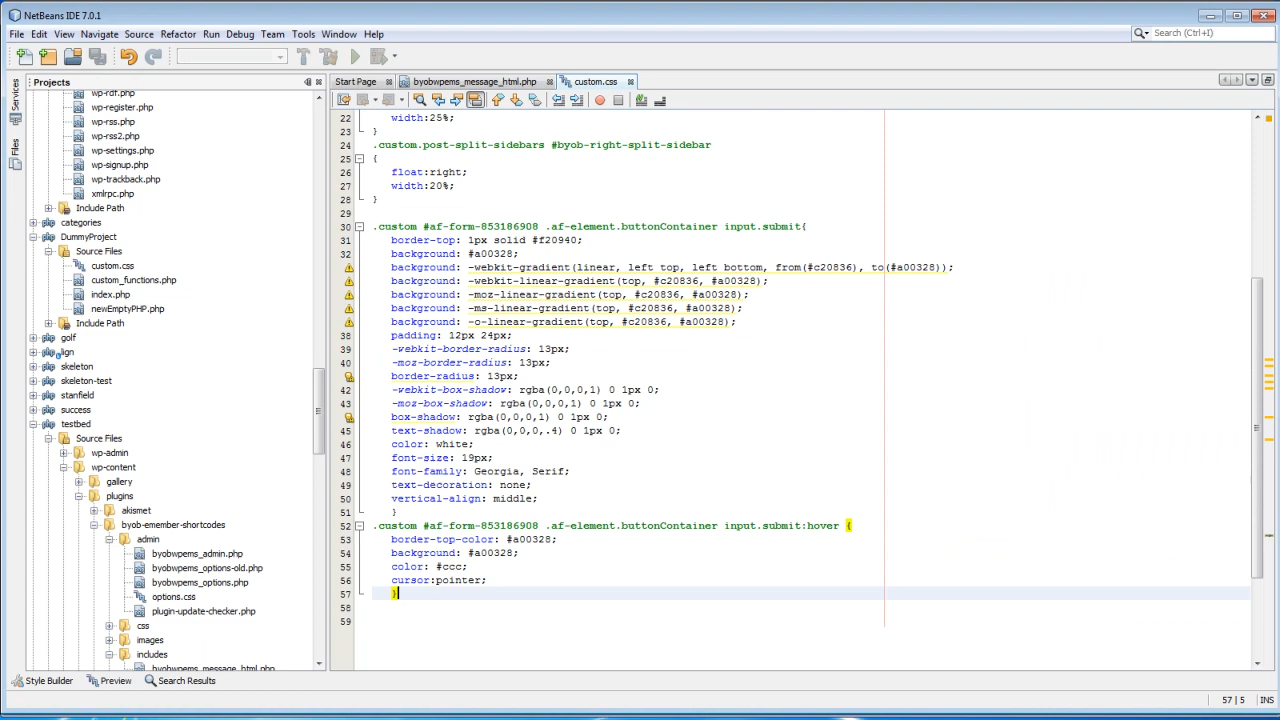 NetBeans IDE 7.0.1
File Edit View Navigate Source Refactor Run Debug Team Tools Window Help
Search (Ctrl+I)
Projects
Start Page
byobwpems_message_html.php
custom.css
Services
Files
wp-rdf.php
wp-register.php
wp-rss.php
wp-rss2.php
wp-settings.php
wp-signup.php
wp-trackback.php
xmlrpc.php
Include Path
categories
DummyProject
Source Files
custom.css
custom_functions.php
index.php
newEmptyPHP.php
Include Path
golf
lign
skeleton
skeleton-test
stanfield
success
testbed
Source Files
wp-admin
wp-content
gallery
plugins
akismet
byob-emember-shortcodes
admin
byobwpems_admin.php
byobwpems_options-old.php
byobwpems_options.php
options.css
plugin-update-checker.php
css
images
includes
byobwpems_message_html.php
22 width:25%;
23 }
24 .custom.post-split-sidebars #byob-right-split-sidebar
25 {
26 float:right;
27 width:20%;
28 }
29
30 .custom #af-form-853186908 .af-element.buttonContainer input.submit{
31 border-top: 1px solid #f20940;
32 background: #a00328;
background: -webkit-gradient(linear, left top, left bottom, from(#c20836), to(#a00328));
background: -webkit-linear-gradient(top, #c20836, #a00328);
background: -moz-linear-gradient(top, #c20836, #a00328);
background: -ms-linear-gradient(top, #c20836, #a00328);
background: -o-linear-gradient(top, #c20836, #a00328);
38 padding: 12px 24px;
39 -webkit-border-radius: 13px;
40 -moz-border-radius: 13px;
border-radius: 13px;
42 -webkit-box-shadow: rgba(0,0,0,1) 0 1px 0;
43 -moz-box-shadow: rgba(0,0,0,1) 0 1px 0;
box-shadow: rgba(0,0,0,1) 0 1px 0;
45 text-shadow: rgba(0,0,0,.4) 0 1px 0;
46 color: white;
47 font-size: 19px;
48 font-family: Georgia, Serif;
49 text-decoration: none;
50 vertical-align: middle;
51 }
52 .custom #af-form-853186908 .af-element.buttonContainer input.submit:hover {
53 border-top-color: #a00328;
54 background: #a00328;
55 color: #ccc;
56 cursor:pointer;
57 }
58
59
Style Builder Preview Search Results
57 | 5 INS